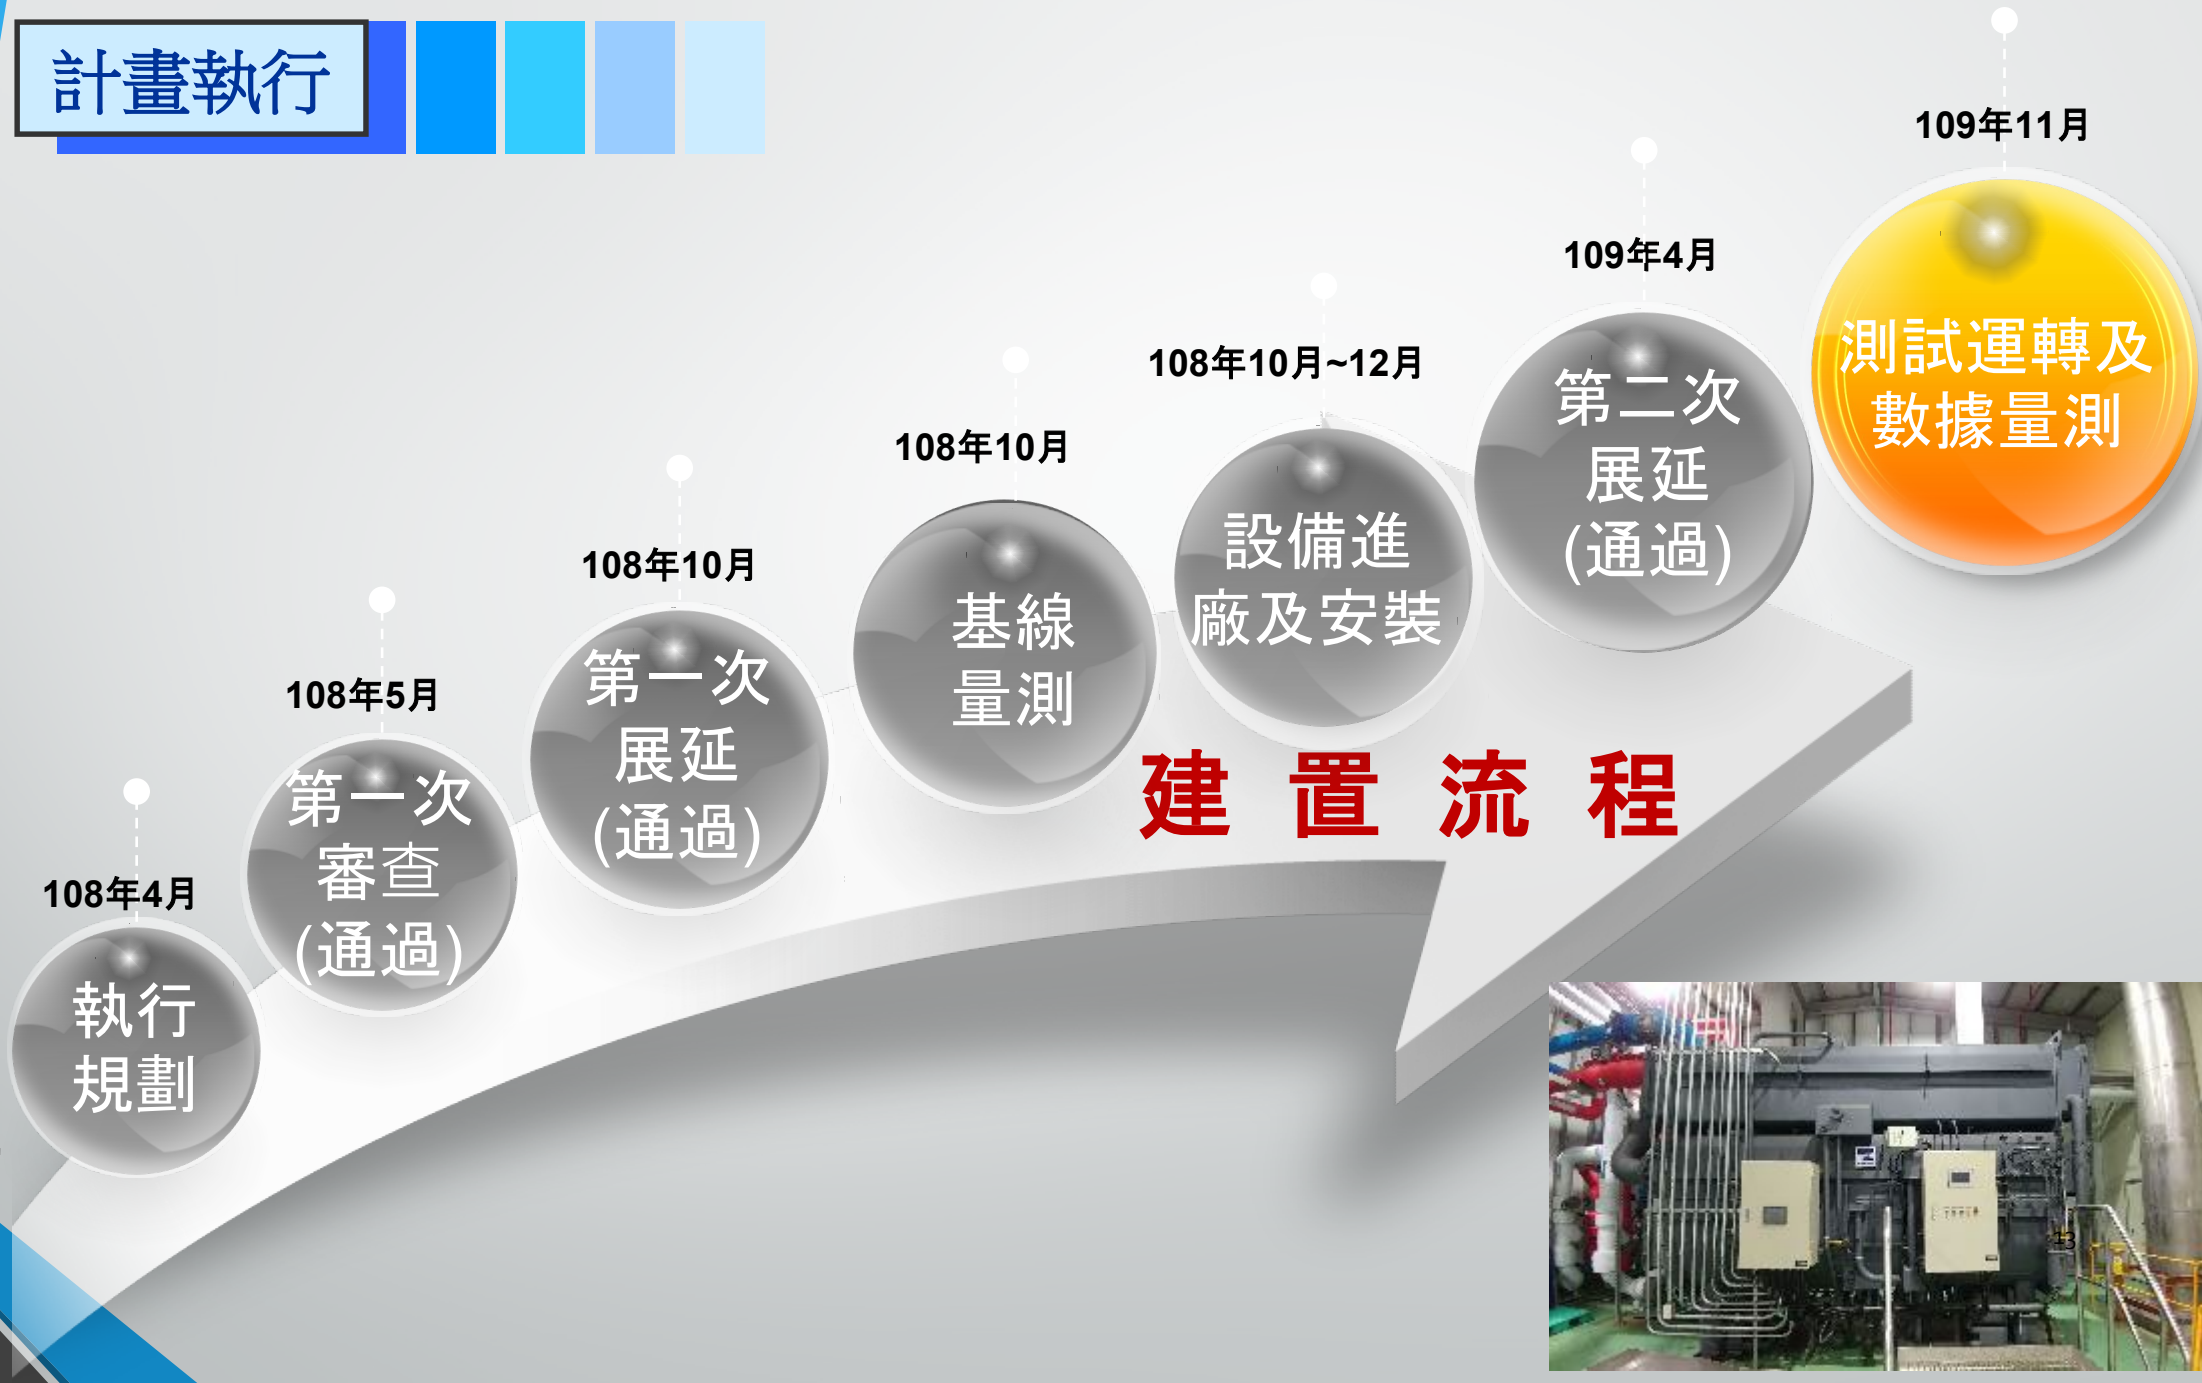 計畫執行
108年4月
執行
規劃
108年5月
第一次
審查
(通過)
108年10月
第一次
展延
(通過)
108年10月
基線
量測
108年10月~12月
設備進
廠及安裝
109年4月
第二次
展延
(通過)
109年11月
測試運轉及
數據量測
建置流程
13